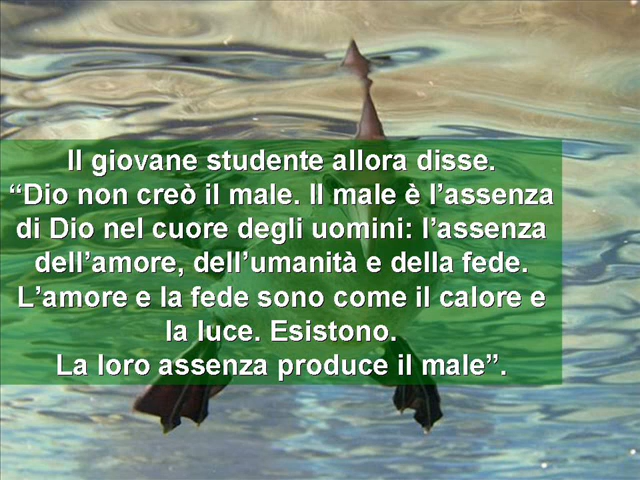 Il giovane studente allora disse.
“Dio non creò il male. Il male è l’assenza
di Dio nel cuore degli uomini: l’assenza
dell’amore, dell’umanità e della fede.
L’amore e la fede sono come il calore e
la luce. Esistono.
La loro assenza produce il male”.